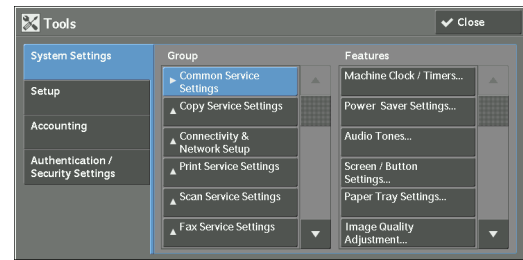 Tools
Close
System Settings
Setup
Accounting
Authentication /
Security Settings
Group
Common Service
Settings
Copy Service Settings
Connectivity &
Network Setup
Print Service Settings
Scan Service Settings
Fax Service Settings
Features
Machine Clock / Timers...
Power Saver Settings...
Audio Tones...
Screen / Button
Settings...
Paper Tray Settings...
Image Quality
Adjustment...